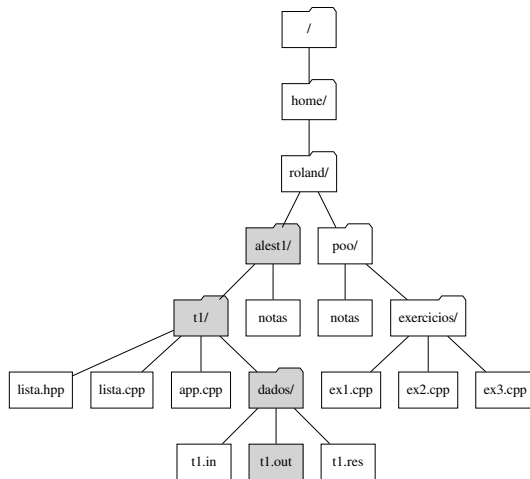 /
home/
roland/
alest1/
poo/
t1/
notas
notas
exercicios/
lista.hpp
lista.cpp
app.cpp
dados/
ex1.cpp
ex2.cpp
ex3.cpp
t1.in
t1.out
t1.res